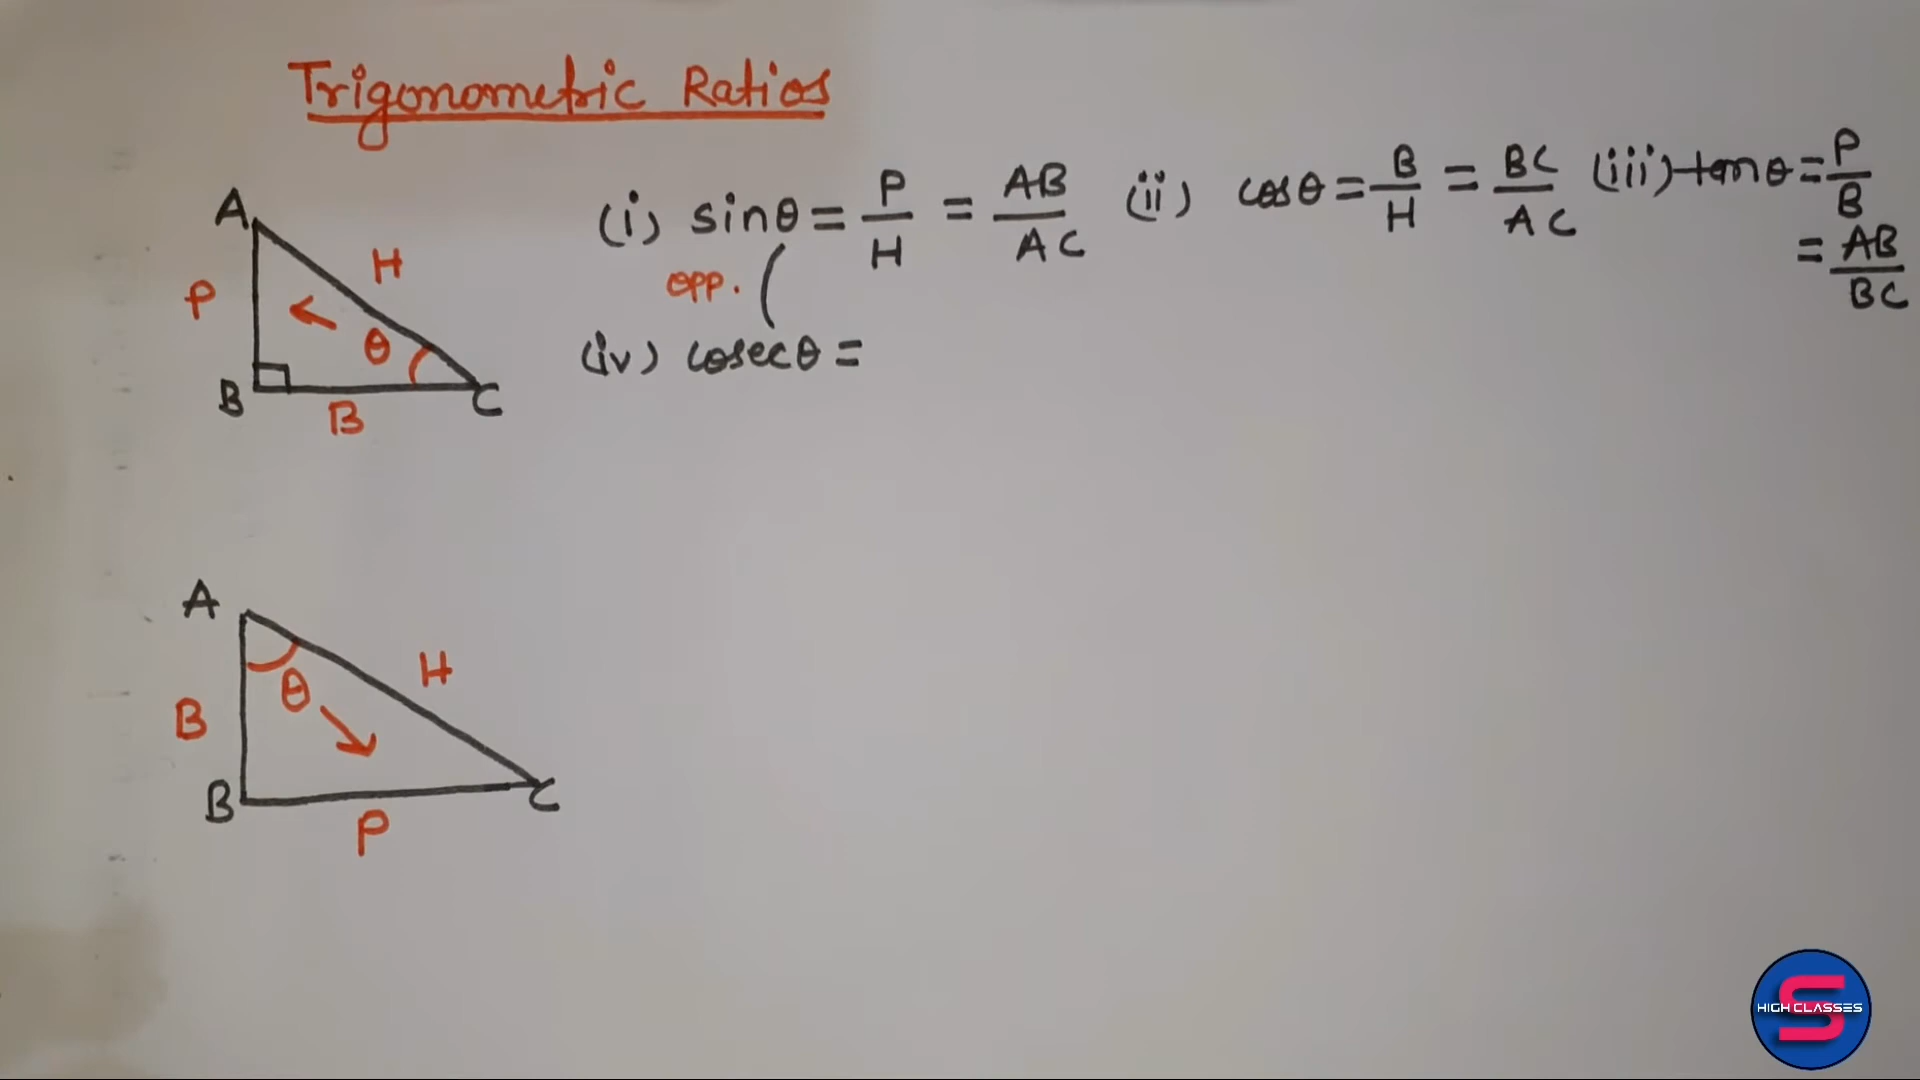 Trigonometric Ratios
A
P
H
θ
B
B
C
(i) sinθ = P/H = AB/AC (ii) cosθ = B/H = BC/AC (iii) tanθ = P/B
= AB/BC
opp.
(iv) cosecθ =
A
θ
H
B
B
P
C
S
HIGH CLASSES